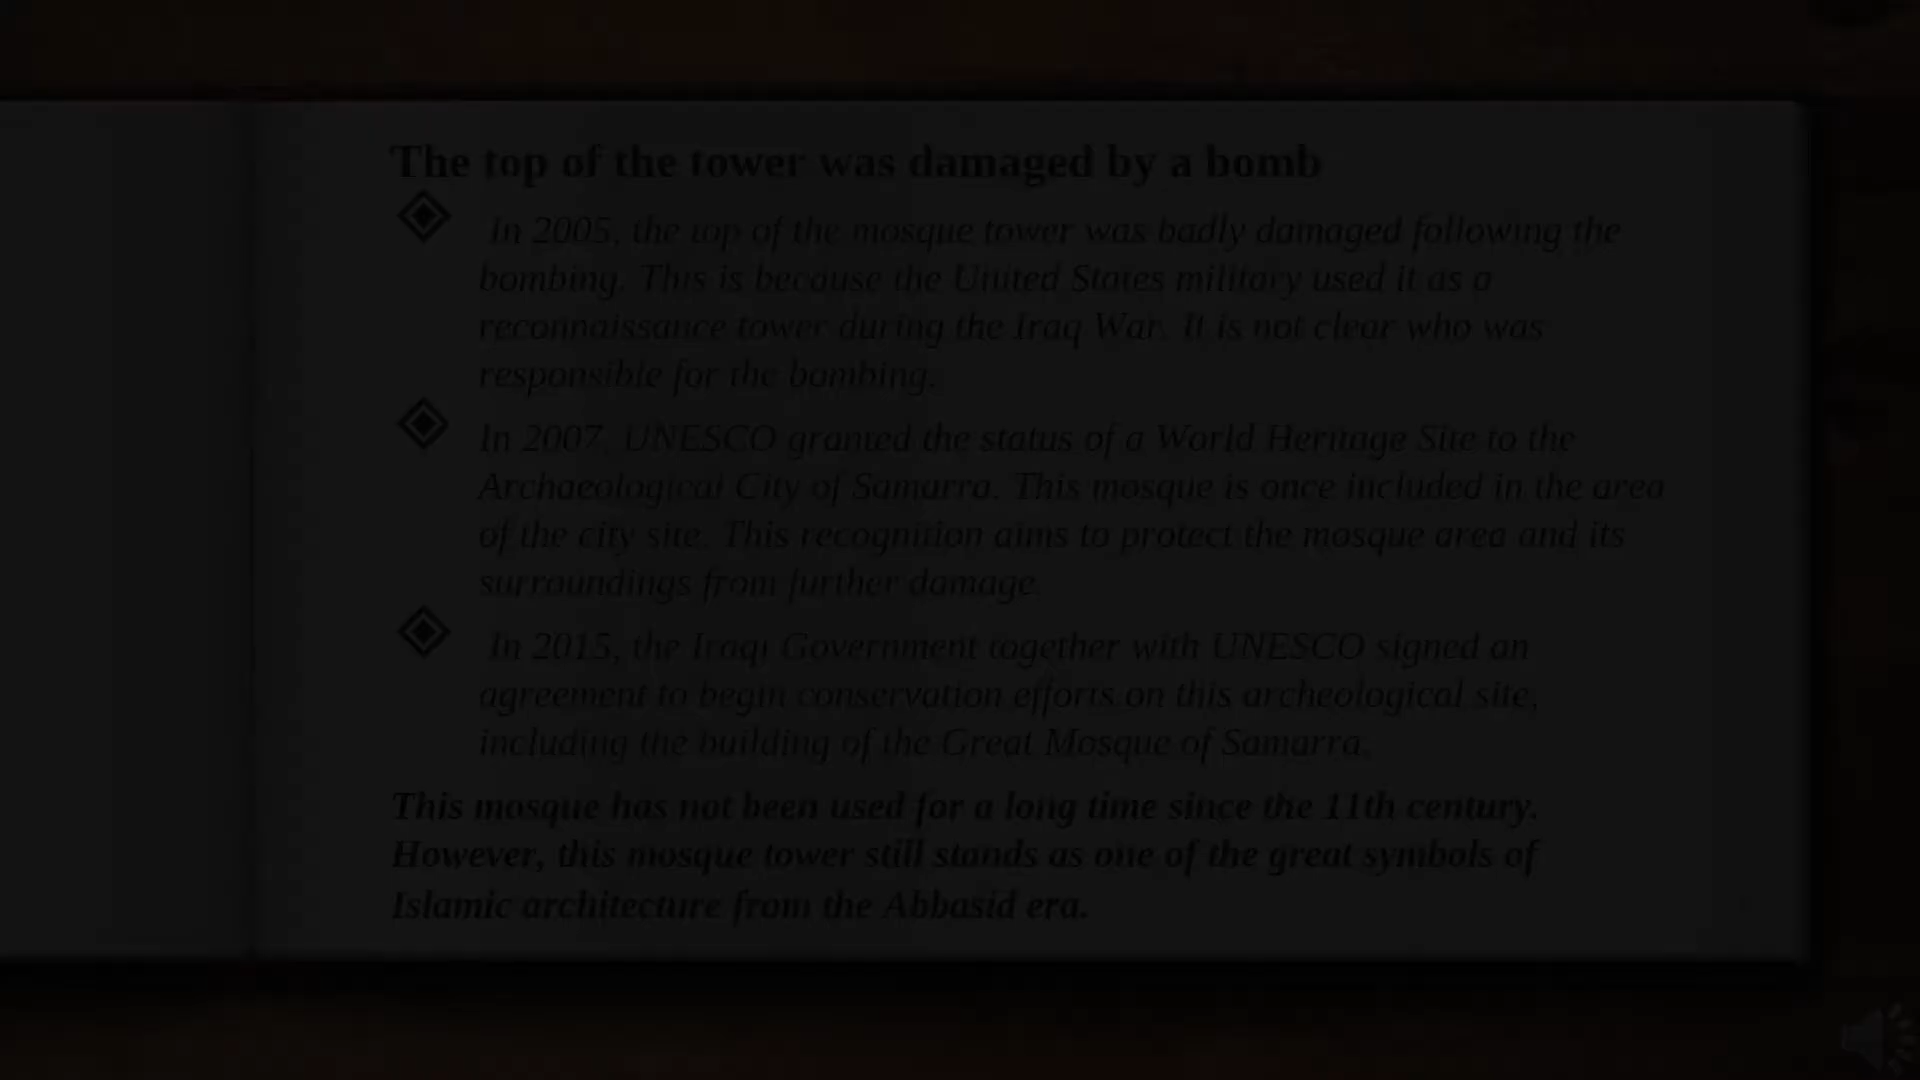 The top of the tower was damaged by a bomb
In 2005, the top of the mosque tower was badly damaged following the
bombing. This is because the United States military used it as a
reconnaissance tower during the Iraq War. It is not clear who was
responsible for the bombing.
In 2007, UNESCO granted the status of a World Heritage Site to the
Archaeological City of Samarra. This mosque is once included in the area
of the city site. This recognition aims to protect the mosque area and its
surroundings from further damage.
In 2015, the Iraqi Government together with UNESCO signed an
agreement to begin conservation efforts on this archeological site,
including the building of the Great Mosque of Samarra.
This mosque has not been used for a long time since the 11th century.
However, this mosque tower still stands as one of the great symbols of
Islamic architecture from the Abbasid era.